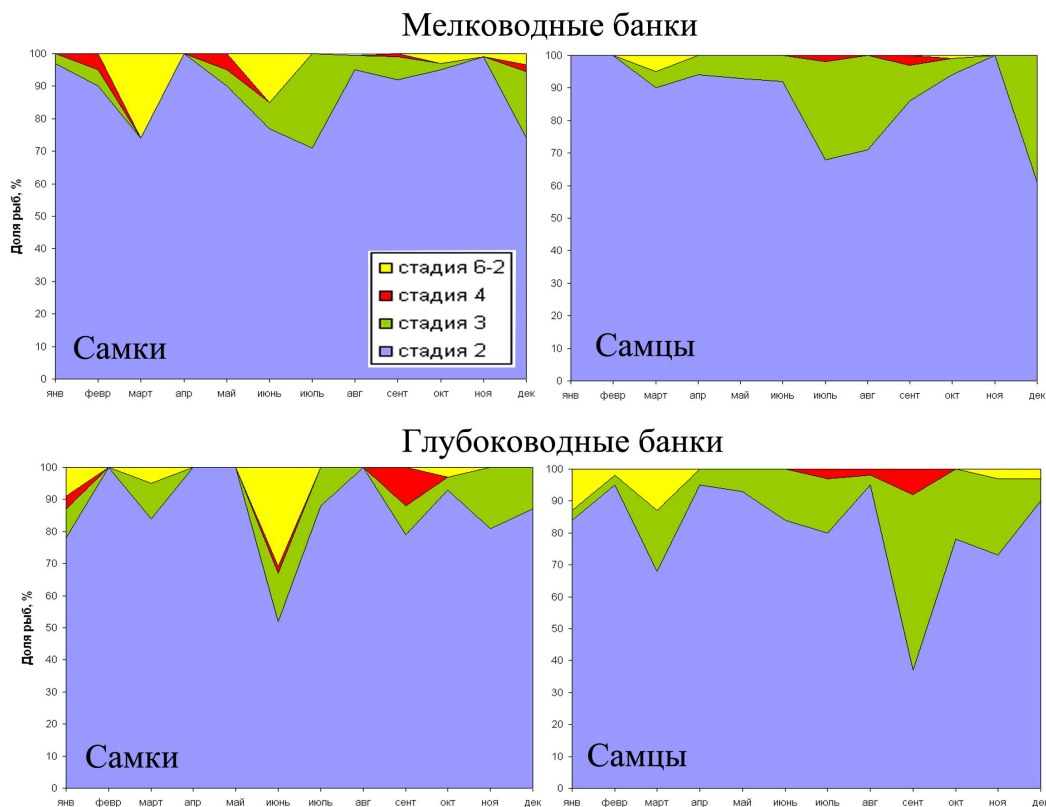 Мелководные банки
100
90
80
70
60
50
40
30
20
10
0
Доля рыб, %
янв февр март апр май июнь июль авг сент окт ноя дек
Самки
стадия 6-2
стадия 4
стадия 3
стадия 2
100
90
80
70
60
50
40
30
20
10
0
янв февр март апр май июнь июль авг сент окт ноя дек
Самцы
Глубоководные банки
100
90
80
70
60
50
40
30
20
10
0
Доля рыб, %
янв февр март апр май июнь июль авг сент окт ноя дек
Самки
100
90
80
70
60
50
40
30
20
10
0
янв февр март апр май июнь июль авг сент окт ноя дек
Самцы